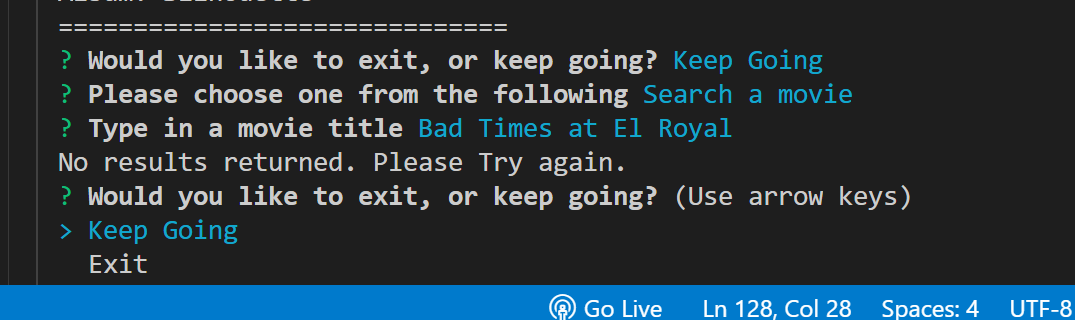 ==============================
? Would you like to exit, or keep going? Keep Going
? Please choose one from the following Search a movie
? Type in a movie title Bad Times at El Royal
No results returned. Please Try again.
? Would you like to exit, or keep going? (Use arrow keys)
> Keep Going
  Exit
Go Live Ln 128, Col 28 Spaces: 4 UTF-8